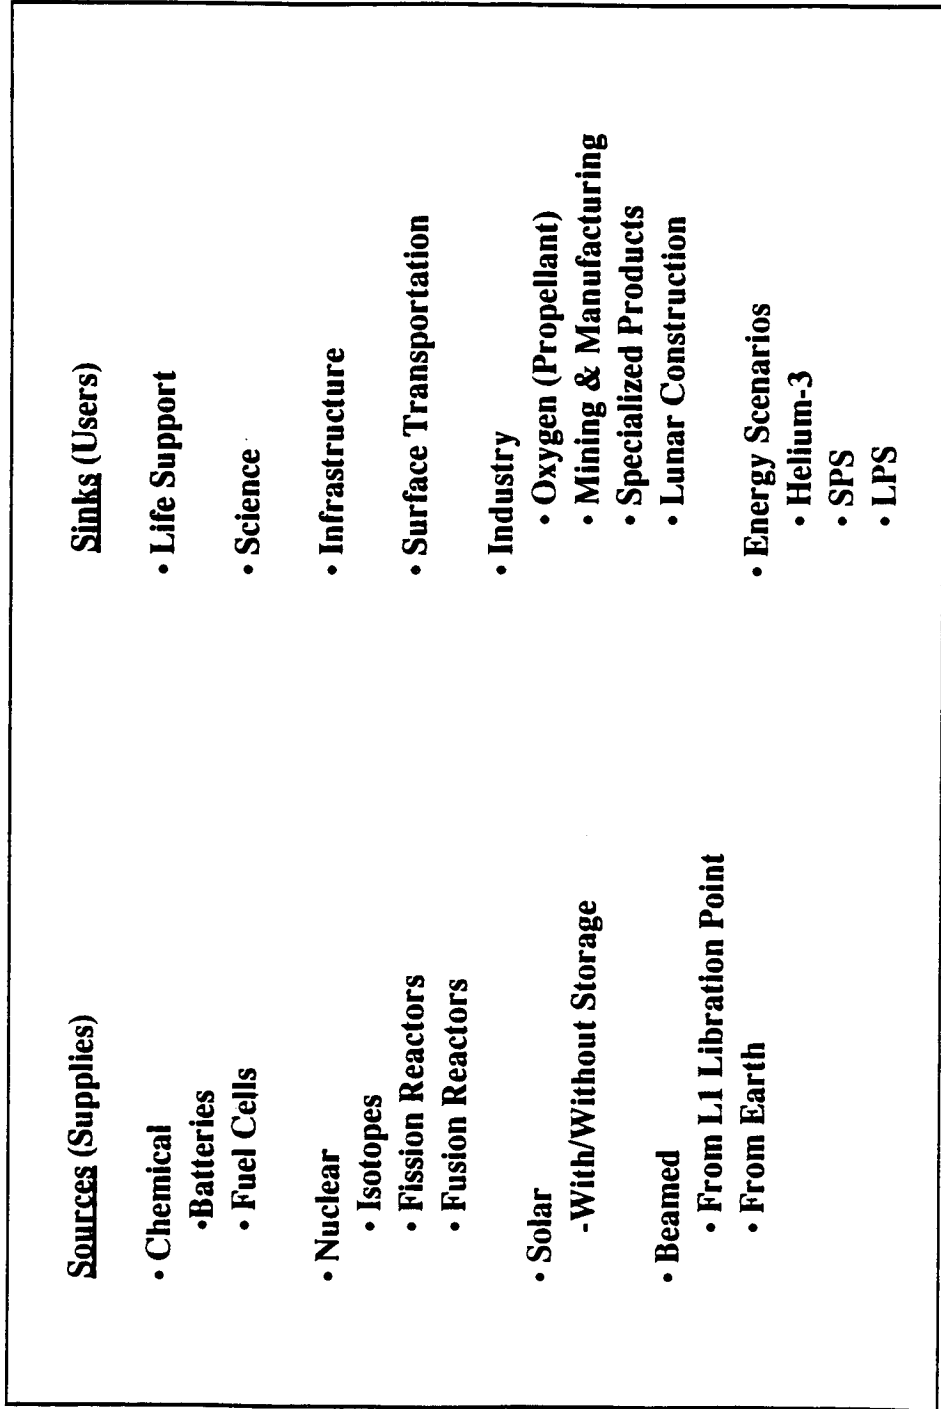 Sources (Supplies)
• Chemical
•Batteries
• Fuel Cells
• Nuclear
• Isotopes
• Fission Reactors
• Fusion Reactors
• Solar
-With/Without Storage
• Beamed
• From L1 Libration Point
• From Earth
Sinks (Users)
• Life Support
• Science
• Infrastructure
• Surface Transportation
• Industry
• Oxygen (Propellant)
• Mining & Manufacturing
• Specialized Products
• Lunar Construction
• Energy Scenarios
• Helium-3
• SPS
• LPS